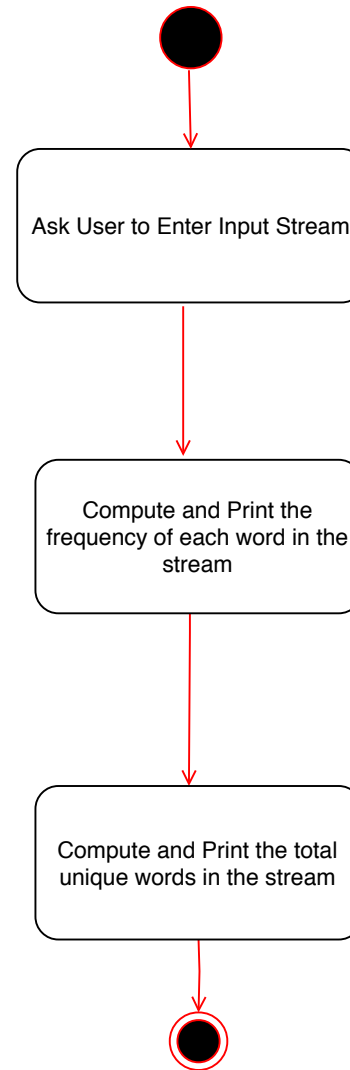 Ask User to Enter Input Stream
Compute and Print the
frequency of each word in the
stream
Compute and Print the total
unique words in the stream